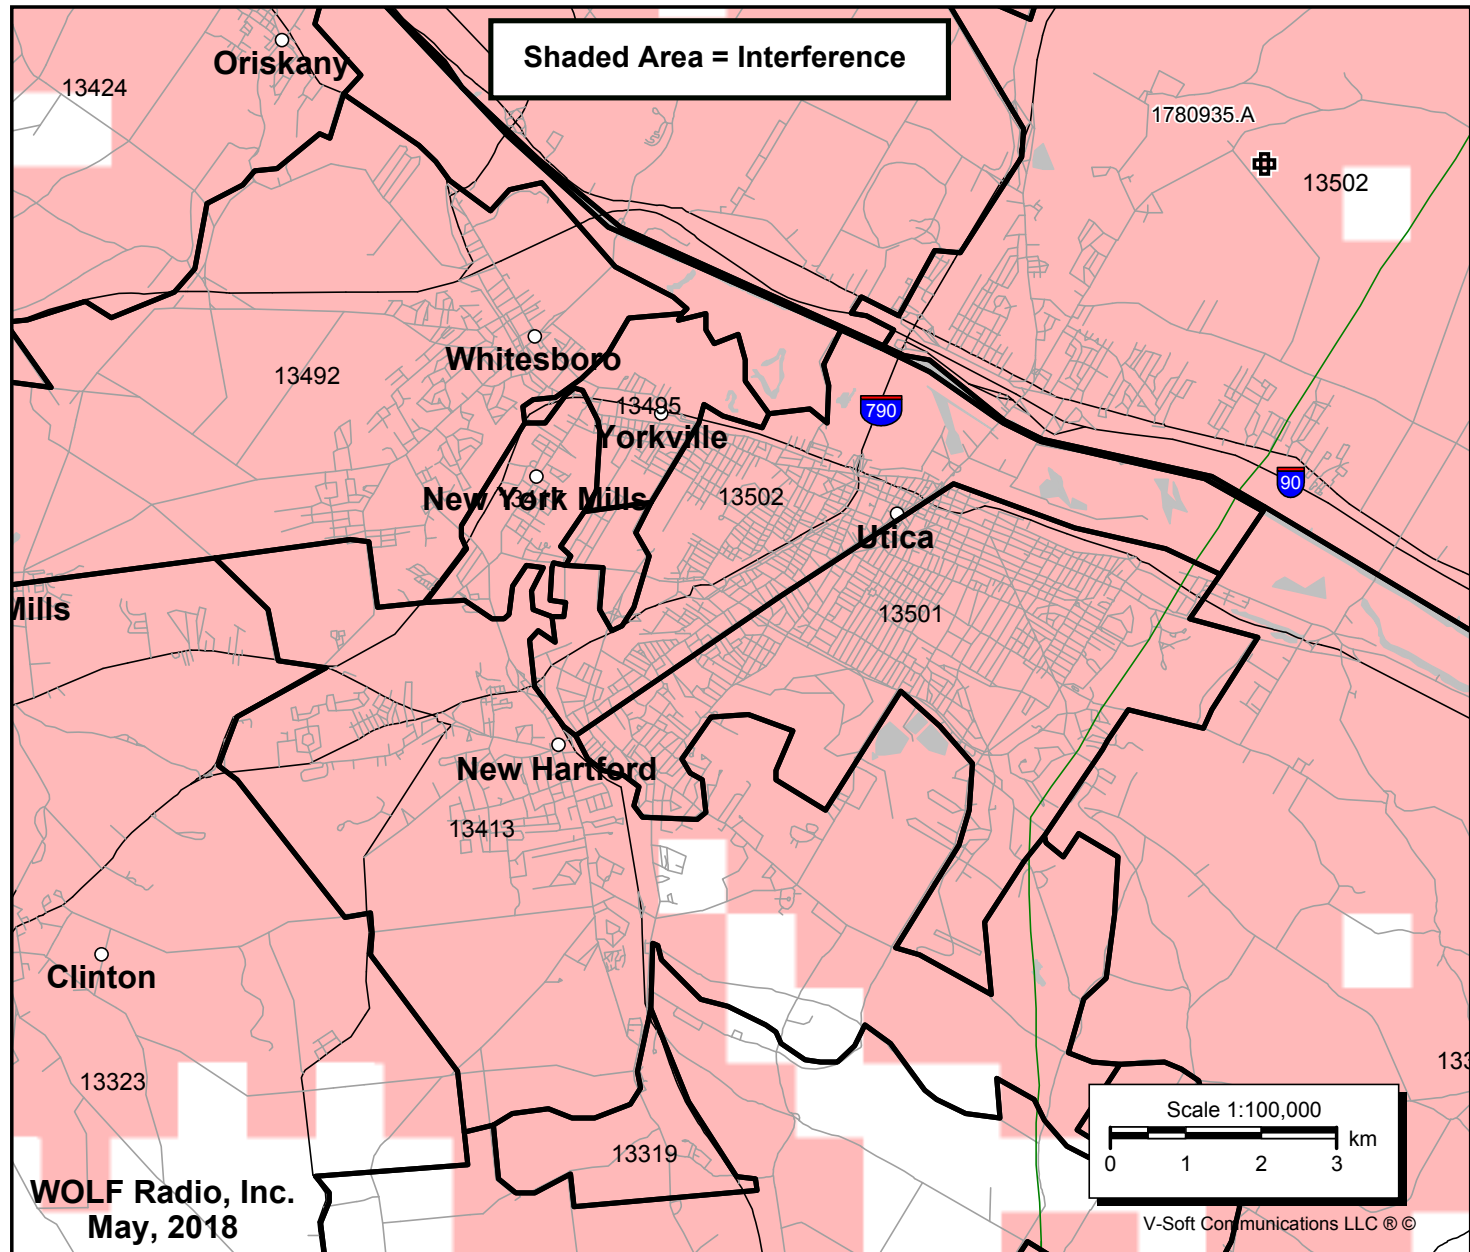 Shaded Area = Interference
Oriskany
13424
1780935.A
13502
Whitesboro
13492
13495
790
Yorkville
90
New York Mills
13502
Utica
Mills
13501
New Hartford
13413
Clinton
13323
Scale 1:100,000
km
0 1 2 3
13319
WOLF Radio, Inc.
May, 2018
V-Soft Communications LLC ® ©